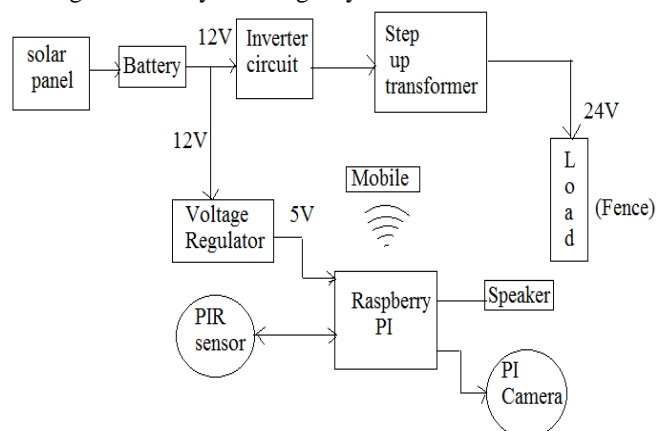 solar
panel
Battery
12V
Inverter
circuit
Step
up
transformer
24V
L
o
a
d
(Fence)
12V
Mobile
Voltage
Regulator
5V
Raspberry
PI
Speaker
PIR
sensor
PI
Camera